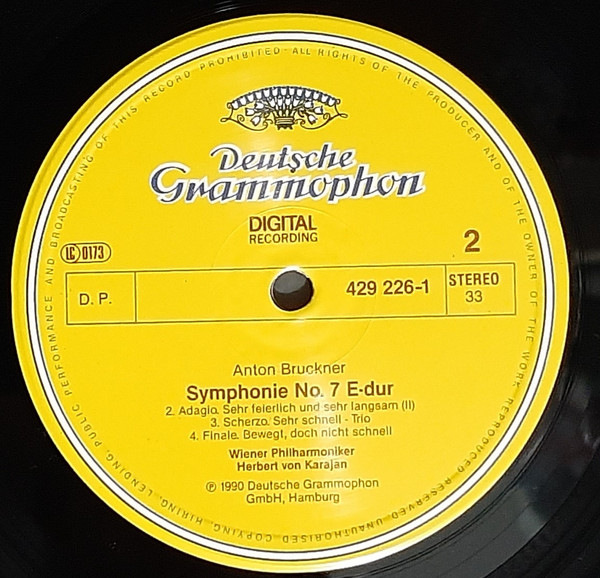 PUBLIC PERFORMANCE AND BROADCASTING OF THIS RECORD PROHIBITED · ALL RIGHTS OF THE PRODUCER AND OF THE OWNER OF THE WORK REPRODUCED RESERVED. UNAUTHORISED COPYING, HIRING, LENDING,
Deutsche
Grammophon
DIGITAL
RECORDING
LC 0173
2
D. P.
429 226-1
STEREO
33
Anton Bruckner
Symphonie No. 7 E-dur
2. Adagio. Sehr feierlich und sehr langsam (II)
3. Scherzo. Sehr schnell - Trio
4. Finale. Bewegt, doch nicht schnell
Wiener Philharmoniker
Herbert von Karajan
℗ 1990 Deutsche Grammophon
GmbH, Hamburg